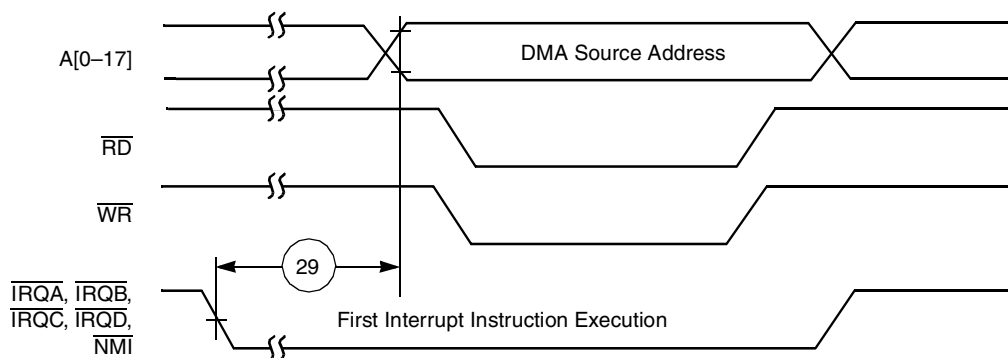 A[0–17]
DMA Source Address
RD
WR
29
IRQA, IRQB,
IRQC, IRQD,
NMI
First Interrupt Instruction Execution